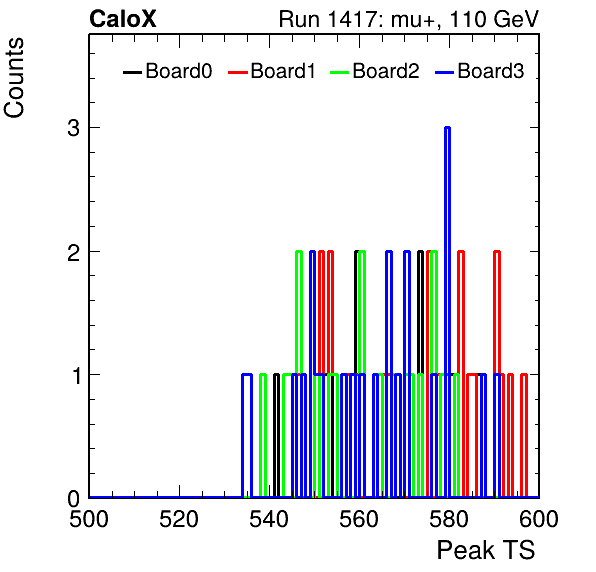 CaloX Run 1417: mu+, 110 GeV
Counts
Board0 Board1 Board2 Board3
3
2
1
0
500 520 540 560 580 600
Peak TS